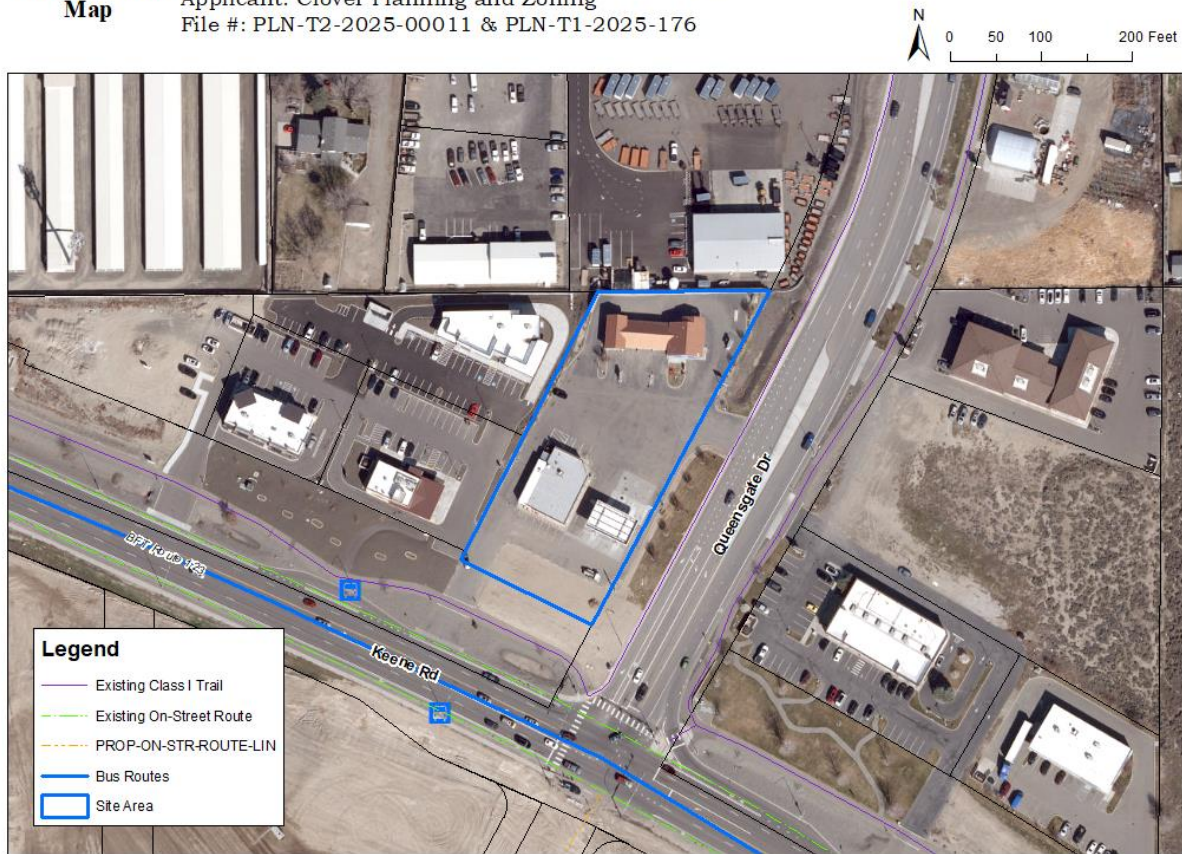 Map
Applicant: Clover Planning and Zoning
File #: PLN-T2-2025-00011 & PLN-T1-2025-176
N
0 50 100 200 Feet
Queensgate Dr
BFT Route 123
Keene Rd
Legend
Existing Class I Trail
Existing On-Street Route
PROP-ON-STR-ROUTE-LIN
Bus Routes
Site Area